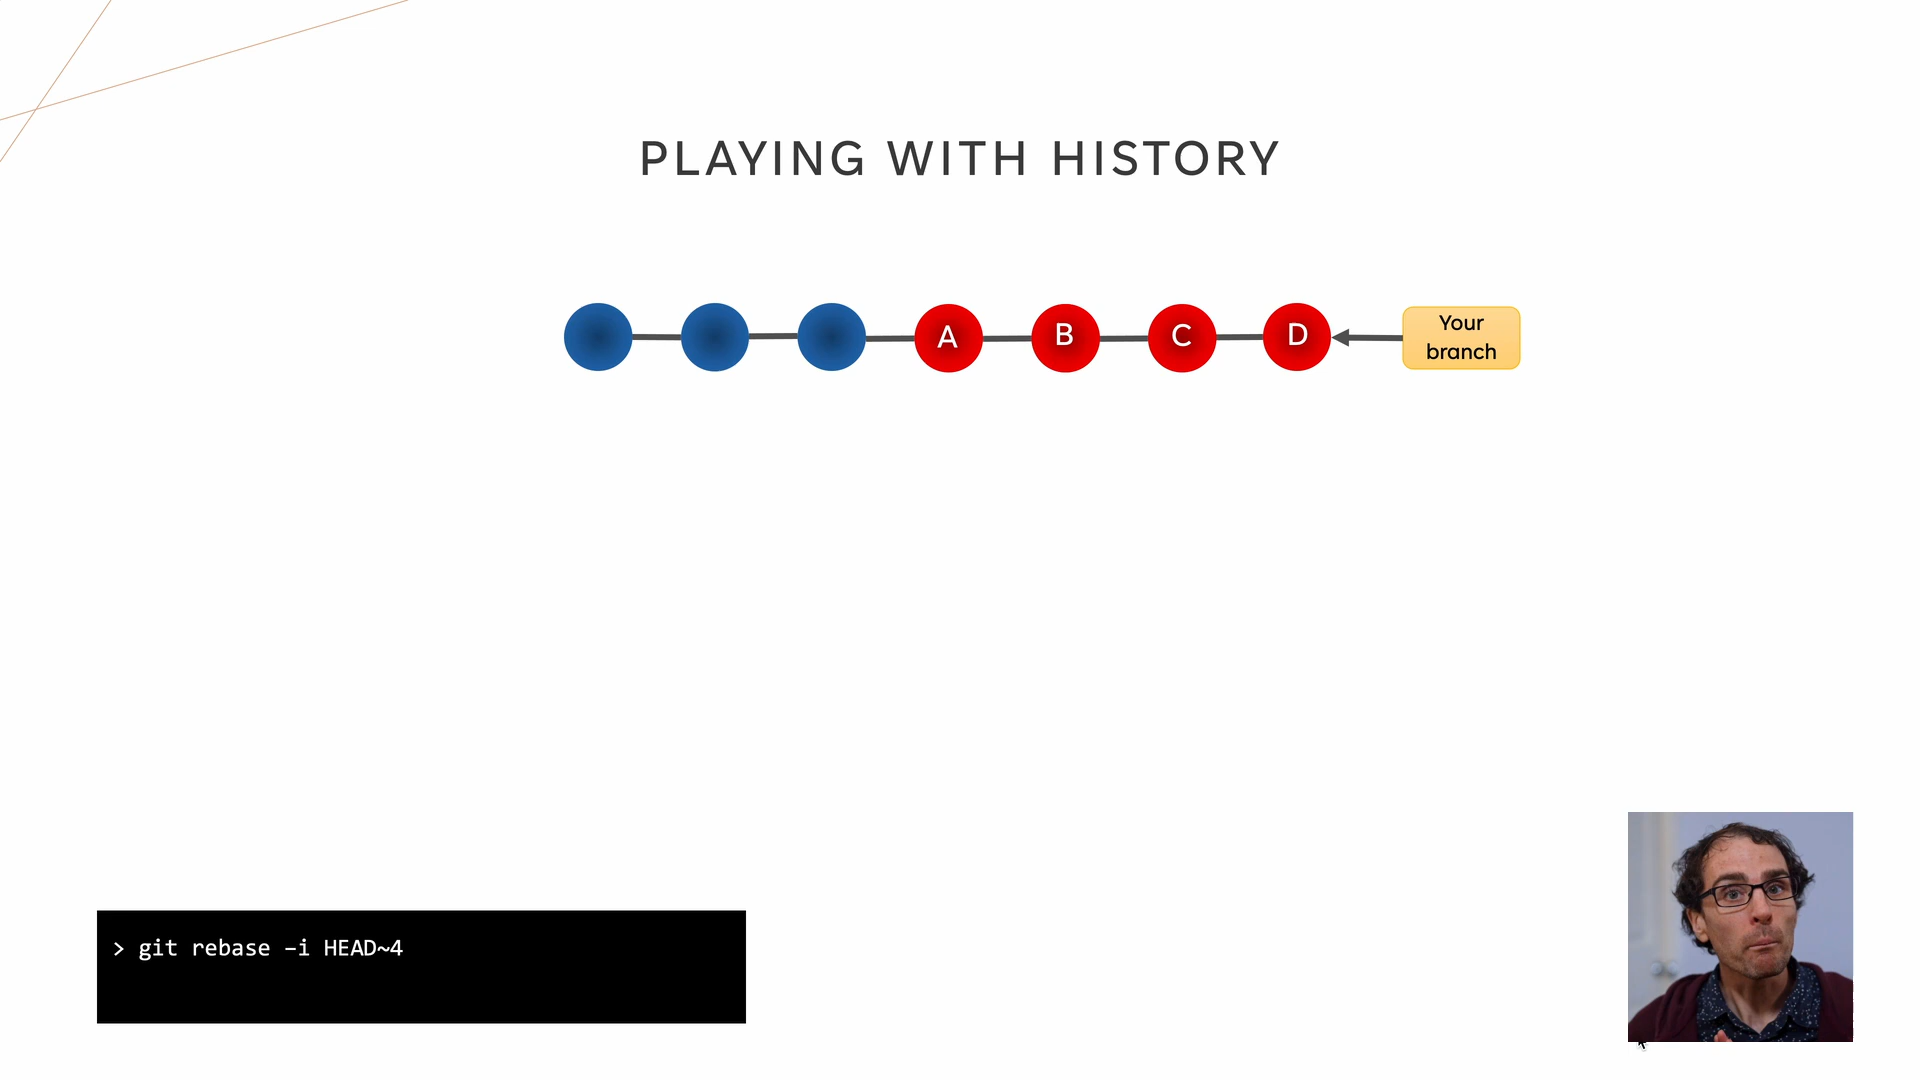 PLAYING WITH HISTORY
A
B
C
D
Your
branch
> git rebase –i HEAD~4